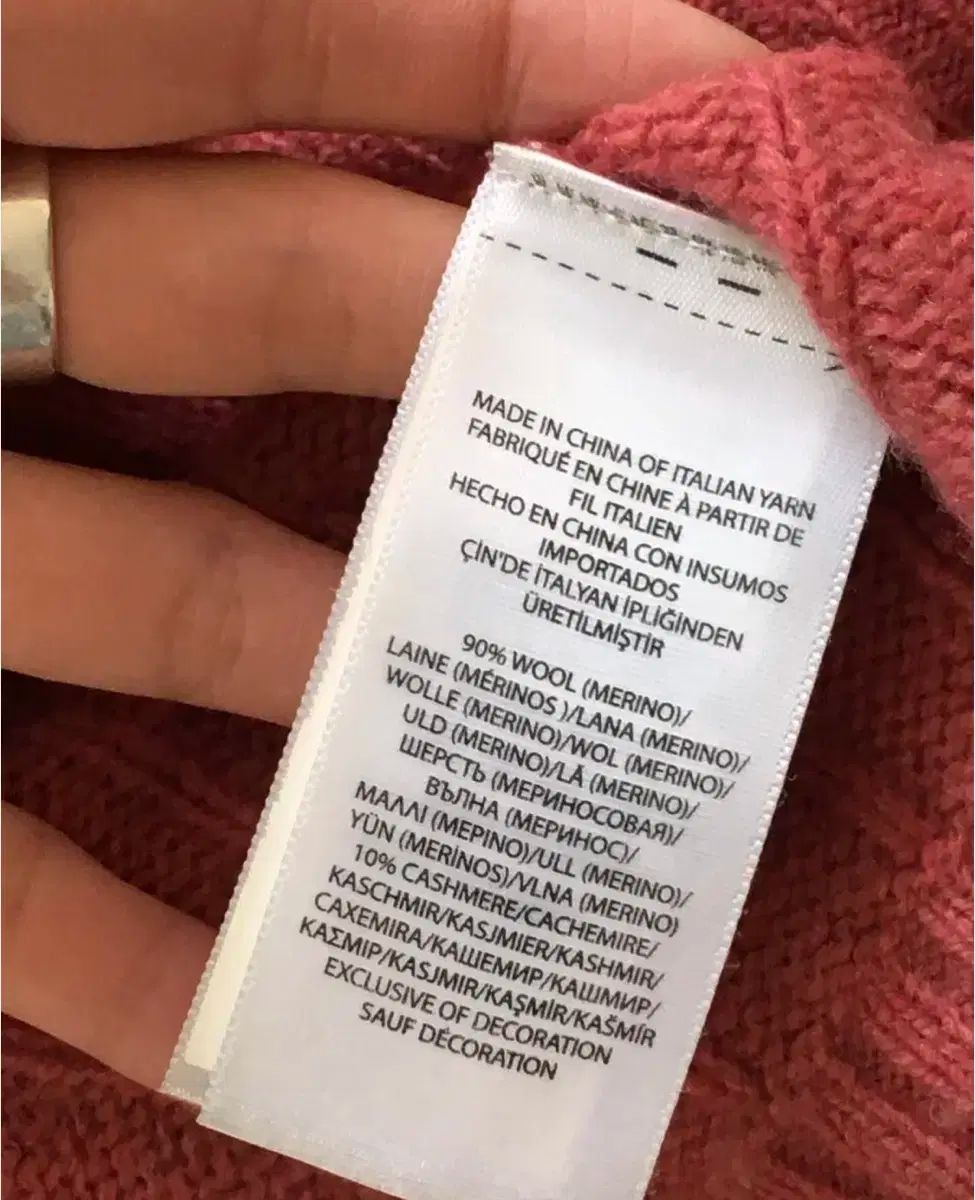 MADE IN CHINA OF ITALIAN YARN
FABRIQUÉ EN CHINE À PARTIR DE
FIL ITALIEN
HECHO EN CHINA CON INSUMOS
IMPORTADOS
ÇİN'DE İTALYAN İPLİĞİNDEN
ÜRETİLMİŞTİR
90% WOOL (MERINO)/
LAINE (MÉRINOS )/LANA (MERINO)/
WOLLE (MERINO)/WOL (MERINO)/
ULD (MERINO)/LÃ (MERINO)/
ШЕРСТЬ (МЕРИНОСОВАЯ)/
ВЪЛНА (МЕРИНОС)/
ΜΑΛΛΙ (ΜΕΡΙΝΟ)/ULL (MERINO)/
YÜN (MERİNOS)/VLNA (MERINO)
10% CASHMERE/CACHEMIRE/
KASCHMIR/KASJMIER/KASHMIR/
CAXEMIRA/КАШЕМИР/КАШМИР/
ΚΑΣΜΙΡ/KASJMIR/KAŞMİR/KAŠMÍR
EXCLUSIVE OF DECORATION
SAUF DÉCORATION